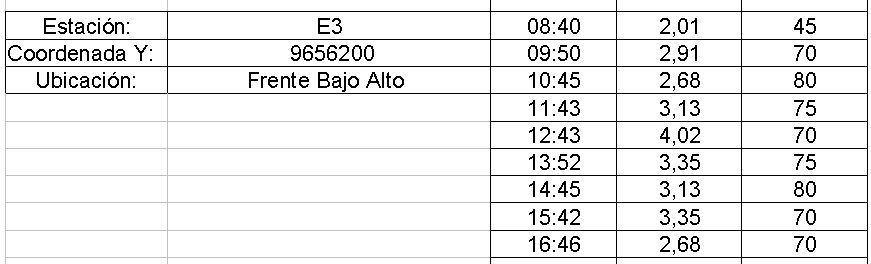 Estación: E3 08:40 2,01 45
Coordenada Y: 9656200 09:50 2,91 70
Ubicación: Frente Bajo Alto 10:45 2,68 80
11:43 3,13 75
12:43 4,02 70
13:52 3,35 75
14:45 3,13 80
15:42 3,35 70
16:46 2,68 70